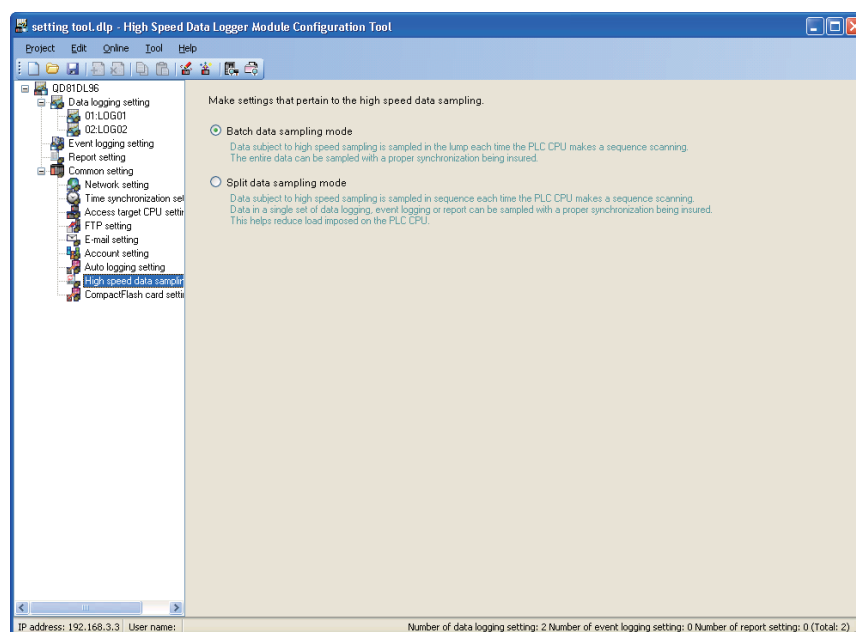 setting tool.dlp - High Speed Data Logger Module Configuration Tool
Project Edit Online Tool Help
QD81DL96
Data logging setting
01:LOG01
02:LOG02
Event logging setting
Report setting
Common setting
Network setting
Time synchronization set
Access target CPU settin
FTP setting
E-mail setting
Account setting
Auto logging setting
High speed data samplin
CompactFlash card settin
Make settings that pertain to the high speed data sampling.
Batch data sampling mode
Data subject to high speed sampling is sampled in the lump each time the PLC CPU makes a sequence scanning.
The entire data can be sampled with a proper synchronization being insured.
Split data sampling mode
Data subject to high speed sampling is sampled in sequence each time the PLC CPU makes a sequence scanning.
Data in a single set of data logging, event logging or report can be sampled with a proper synchronization being insured.
This helps reduce load imposed on the PLC CPU.
IP address: 192.168.3.3 User name: Number of data logging setting: 2 Number of event logging setting: 0 Number of report setting: 0 (Total: 2)